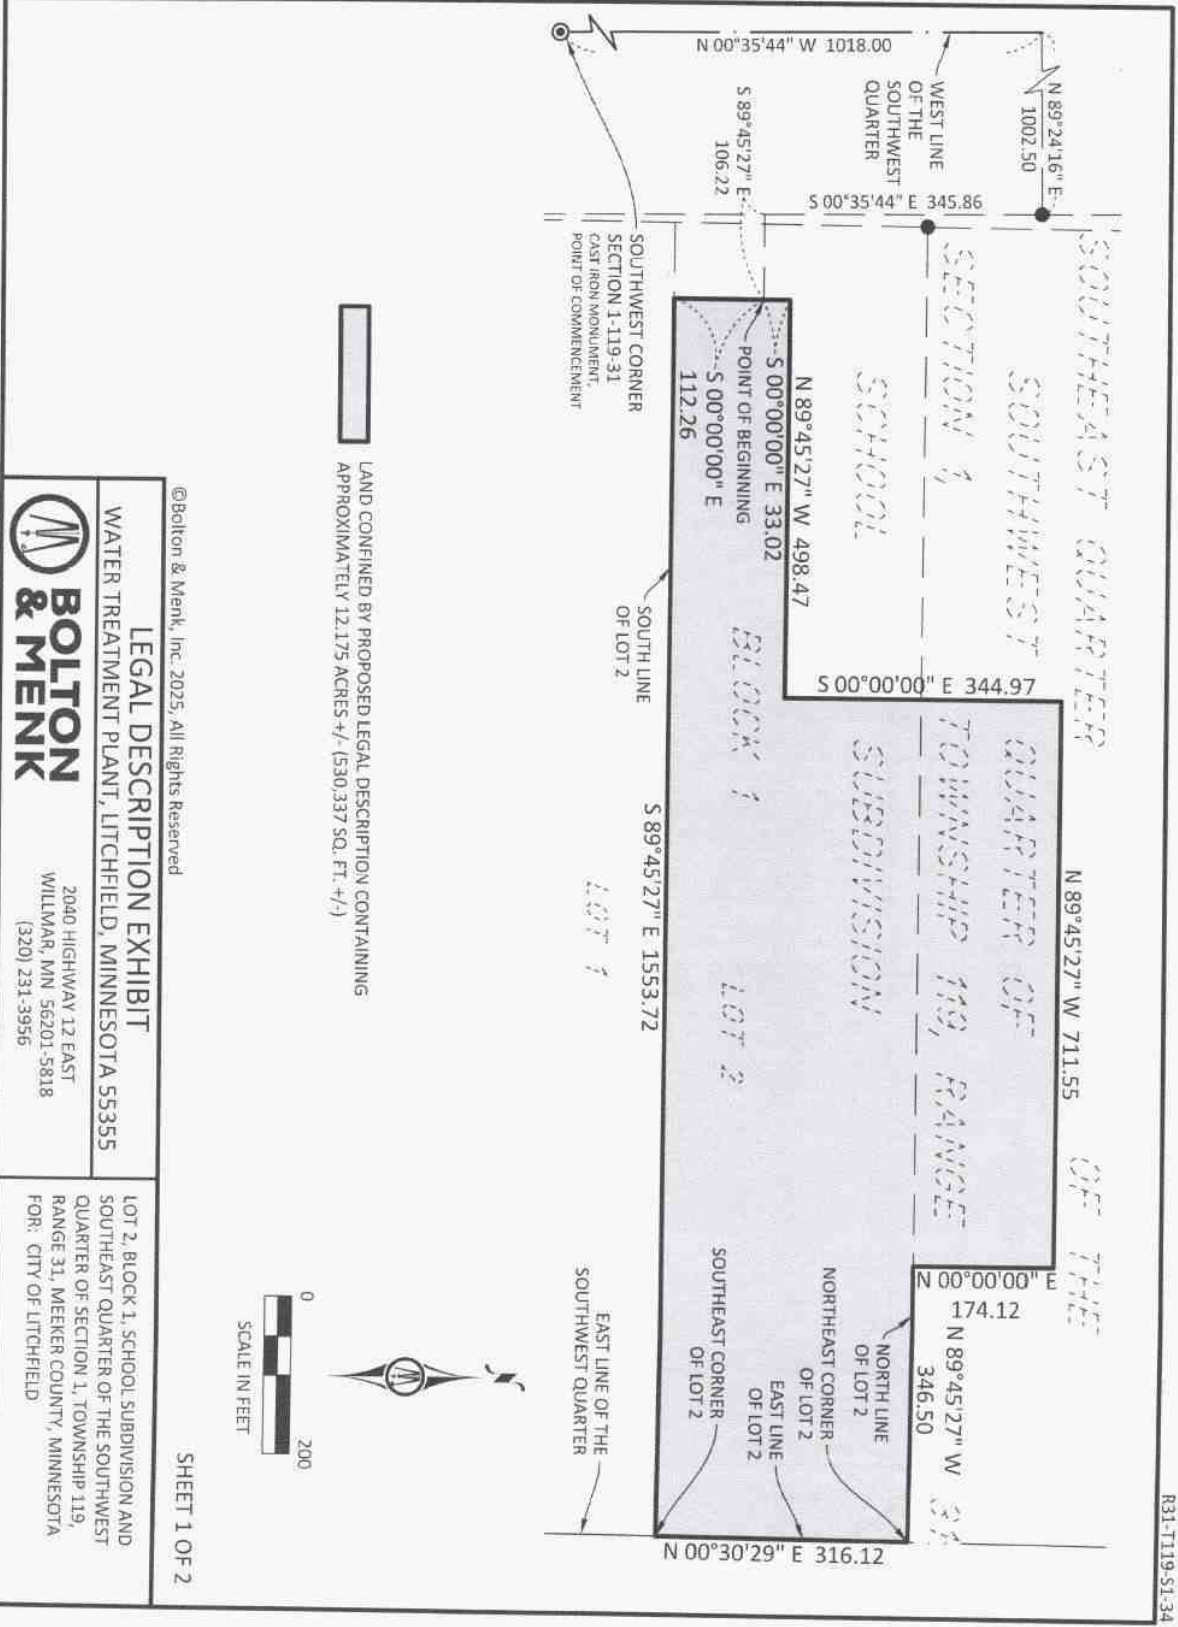 R31-T119-S1-34
N 89°24'16" E
1002.50
N 00°35'44" W 1018.00
WEST LINE
OF THE
SOUTHWEST
QUARTER
S 89°45'27" E
106.22
S 00°35'44" E 345.86
SOUTHEAST QUARTER OF THE
SOUTHWEST QUARTER OF
SECTION 1, TOWNSHIP 119, RANGE
SCHOOL SUBDIVISION
N 89°45'27" W 711.55
S 00°00'00" E 344.97
N 00°00'00" E
174.12
N 89°45'27" W
346.50
N 89°45'27" W 498.47
S 00°00'00" E 33.02
POINT OF BEGINNING
S 00°00'00" E
112.26
BLOCK 1
LOT 2
NORTH LINE
OF LOT 2
NORTHEAST CORNER
OF LOT 2
EAST LINE
OF LOT 2
SOUTHEAST CORNER
OF LOT 2
N 00°30'29" E 316.12
SOUTHWEST CORNER
SECTION 1-119-31
CAST IRON MONUMENT,
POINT OF COMMENCEMENT
SOUTH LINE
OF LOT 2
S 89°45'27" E 1553.72
LOT 1
EAST LINE OF THE
SOUTHWEST QUARTER
LAND CONFINED BY PROPOSED LEGAL DESCRIPTION CONTAINING
APPROXIMATELY 12.175 ACRES +/- (530,337 SQ. FT. +/-)
0 200
SCALE IN FEET
©Bolton & Menk, Inc. 2025, All Rights Reserved
SHEET 1 OF 2
LEGAL DESCRIPTION EXHIBIT
WATER TREATMENT PLANT, LITCHFIELD, MINNESOTA 55355
BOLTON
& MENK
2040 HIGHWAY 12 EAST
WILLMAR, MN 56201-5818
(320) 231-3956
LOT 2, BLOCK 1, SCHOOL SUBDIVISION AND
SOUTHEAST QUARTER OF THE SOUTHWEST
QUARTER OF SECTION 1, TOWNSHIP 119,
RANGE 31, MEEKER COUNTY, MINNESOTA
FOR: CITY OF LITCHFIELD